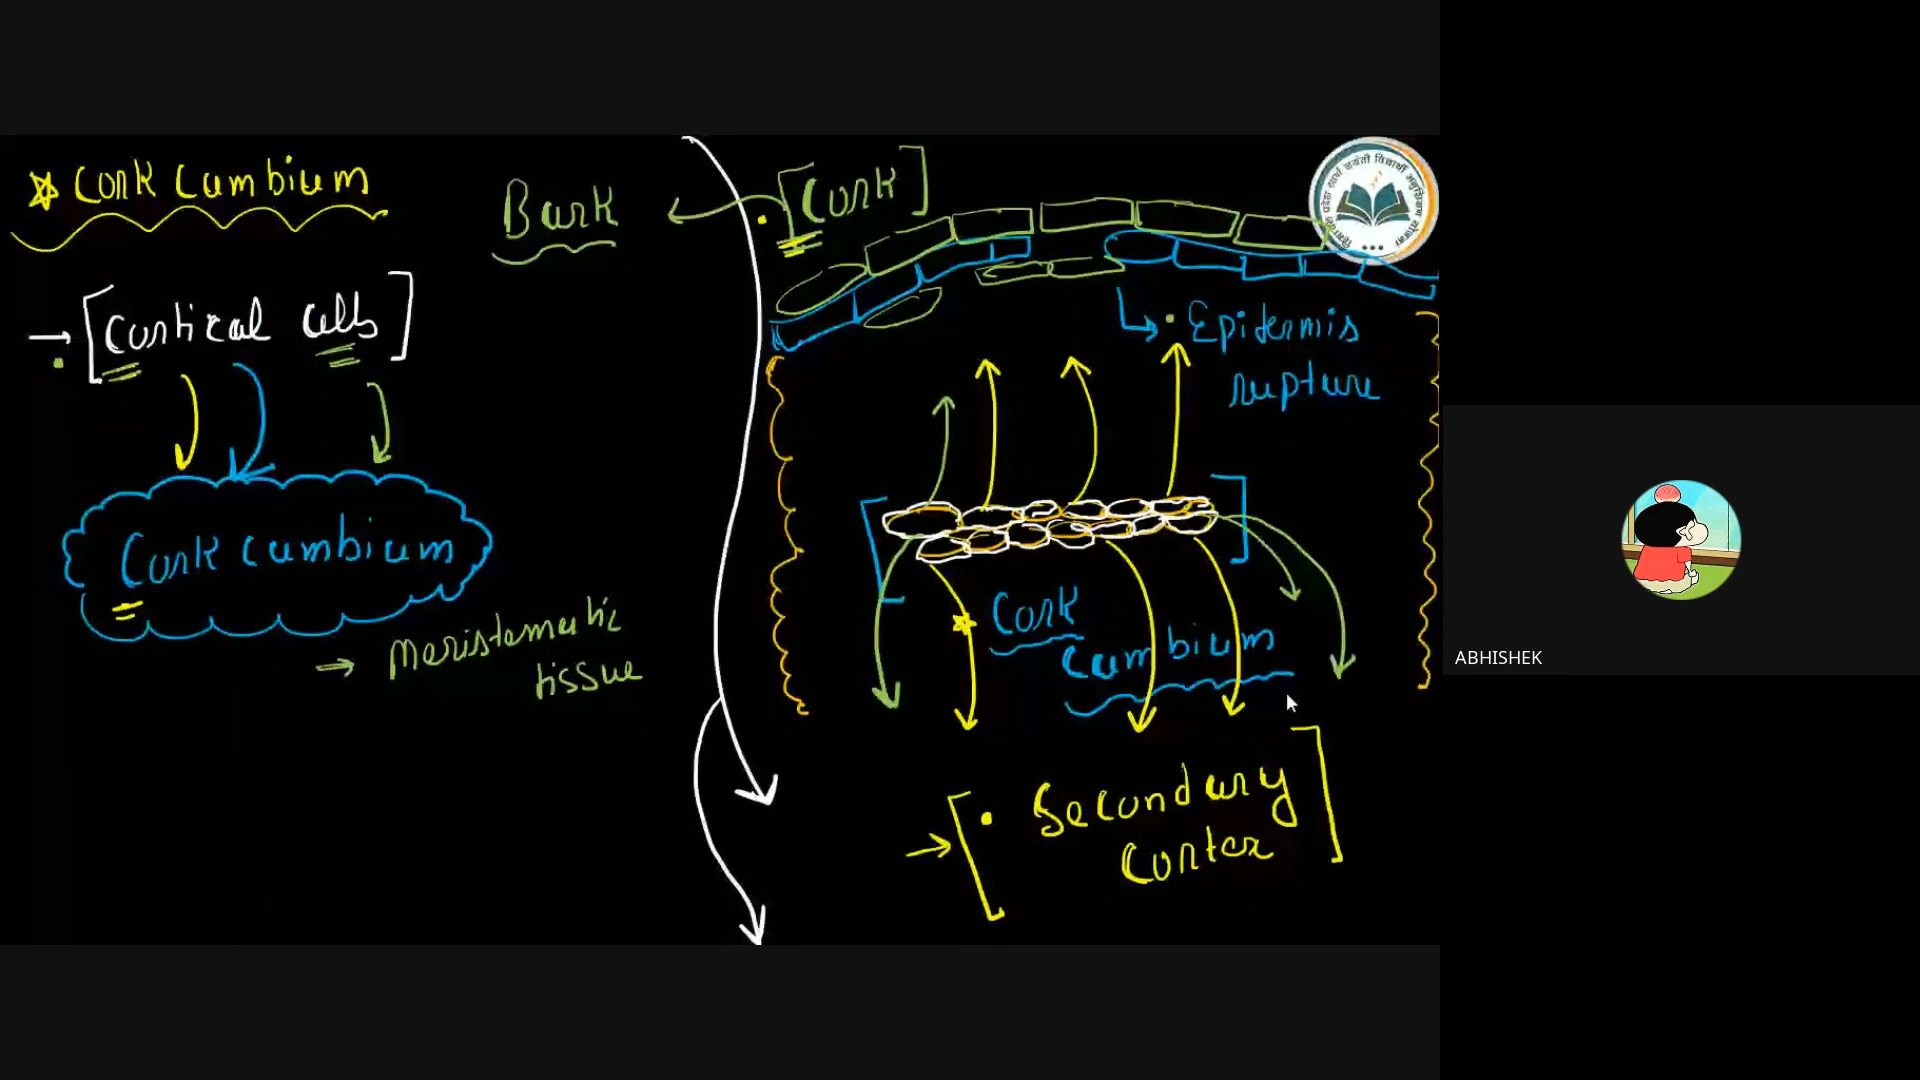 Cork Cambium
Bark
[Cork]
[Cortical cells]
Epidermis
rupture
Cork cambium
Meristematic
tissue
Cork
Cambium
Secondary
Cortex
ABHISHEK